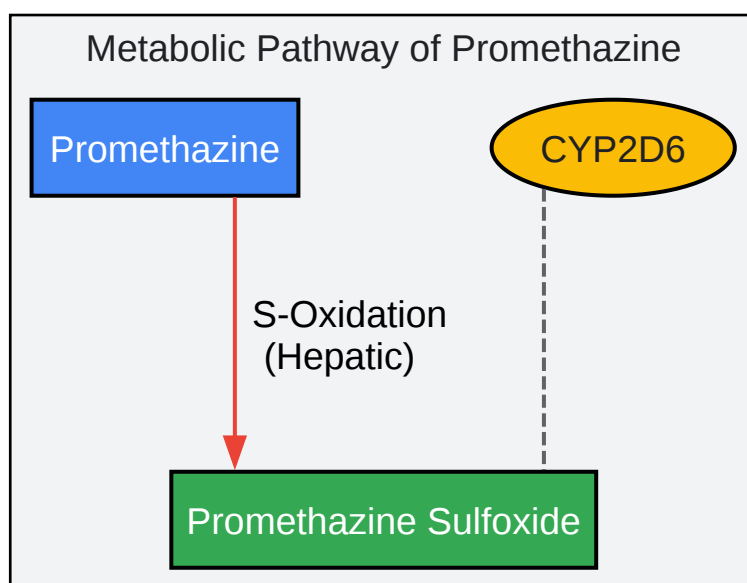 Metabolic Pathway of Promethazine
Promethazine
CYP2D6
S-Oxidation
(Hepatic)
Promethazine Sulfoxide